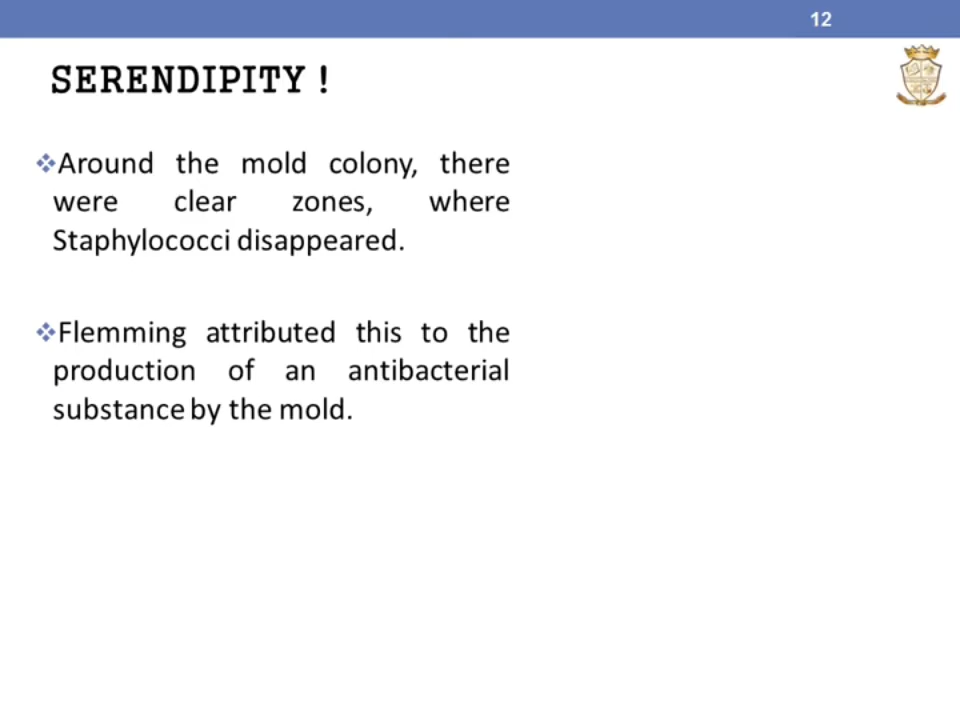 12
SERENDIPITY !
❖Around the mold colony, there
were clear zones, where
Staphylococci disappeared.
❖Flemming attributed this to the
production of an antibacterial
substance by the mold.